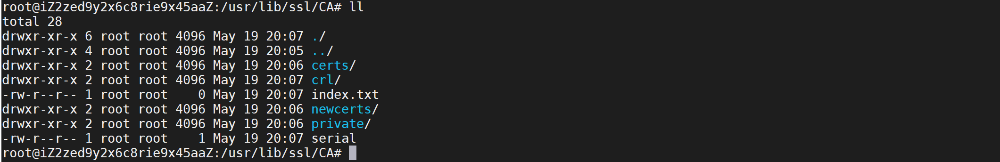 root@iZ2zed9y2x6c8rie9x45aaZ:/usr/lib/ssl/CA# ll
total 28
drwxr-xr-x 6 root root 4096 May 19 20:07 ./
drwxr-xr-x 4 root root 4096 May 19 20:05 ../
drwxr-xr-x 2 root root 4096 May 19 20:06 certs/
drwxr-xr-x 2 root root 4096 May 19 20:07 crl/
-rw-r--r-- 1 root root    0 May 19 20:07 index.txt
drwxr-xr-x 2 root root 4096 May 19 20:06 newcerts/
drwxr-xr-x 2 root root 4096 May 19 20:06 private/
-rw-r--r-- 1 root root    1 May 19 20:07 serial
root@iZ2zed9y2x6c8rie9x45aaZ:/usr/lib/ssl/CA#